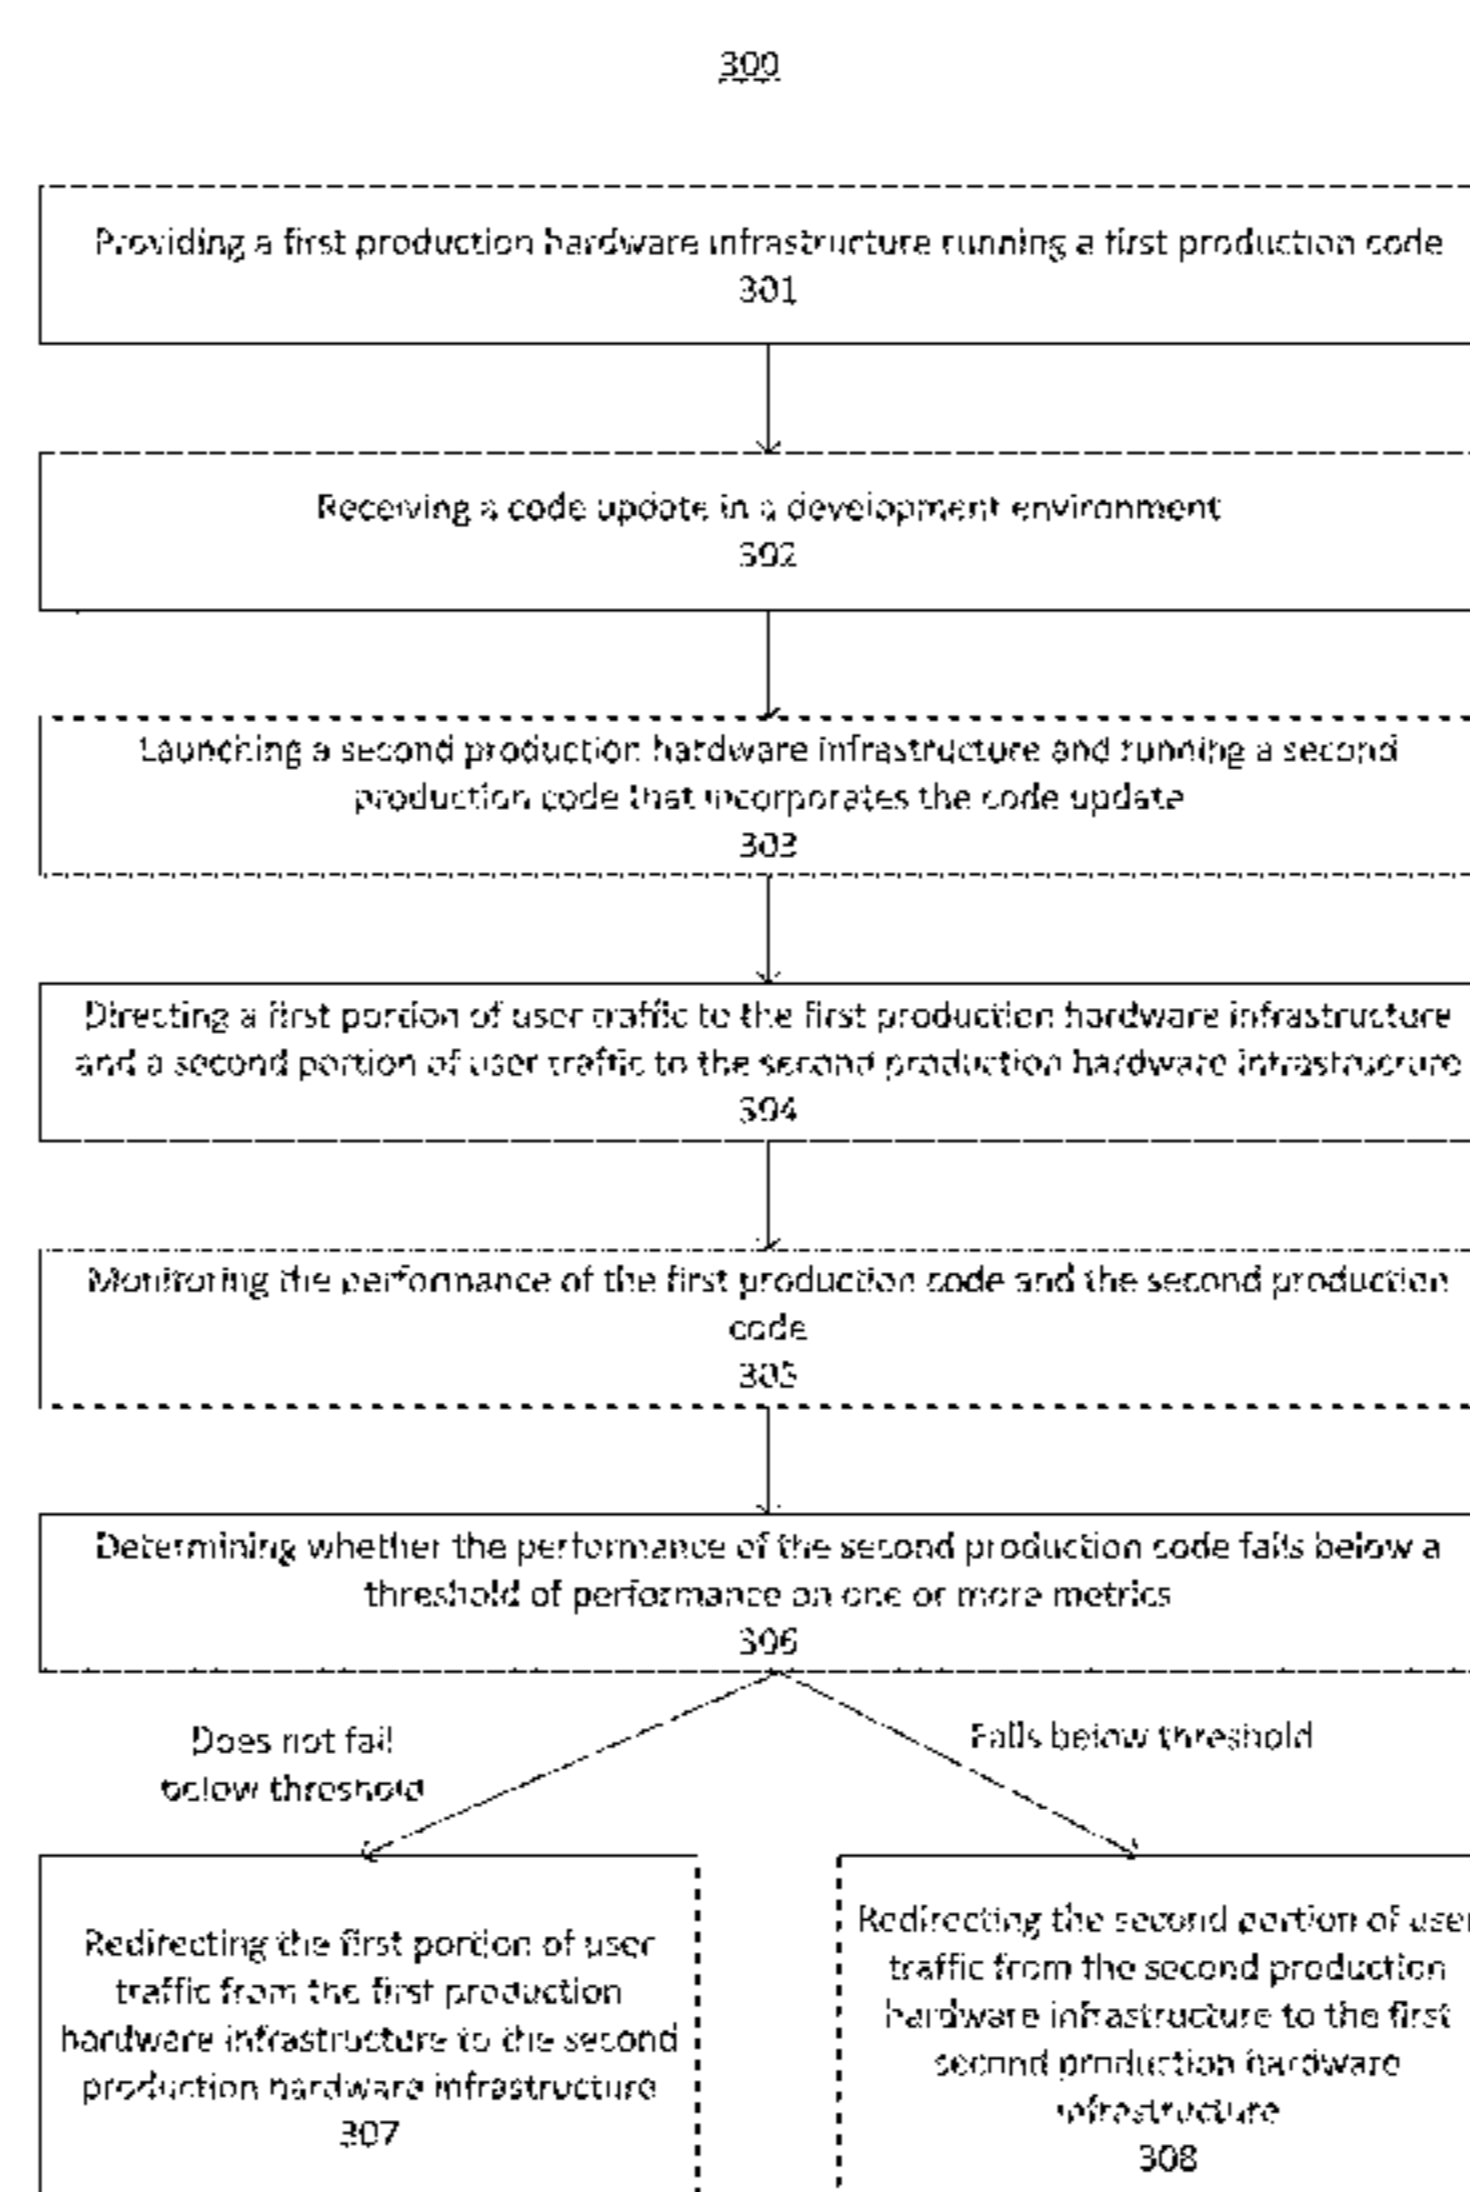 300
Providing a first production hardware infrastructure running a first production code
301
Receiving a code update in a development environment
302
Launching a second production hardware infrastructure and running a second
production code that incorporates the code update
303
Directing a first portion of user traffic to the first production hardware infrastructure
and a second portion of user traffic to the second production hardware infrastructure
304
Monitoring the performance of the first production code and the second production
code
305
Determining whether the performance of the second production code falls below a
threshold of performance on one or more metrics
306
Does not fall
below threshold
Falls below threshold
Redirecting the first portion of user
traffic from the first production
hardware infrastructure to the second
production hardware infrastructure
307
Redirecting the second portion of user
traffic from the second production
hardware infrastructure to the first
second production hardware
infrastructure
308